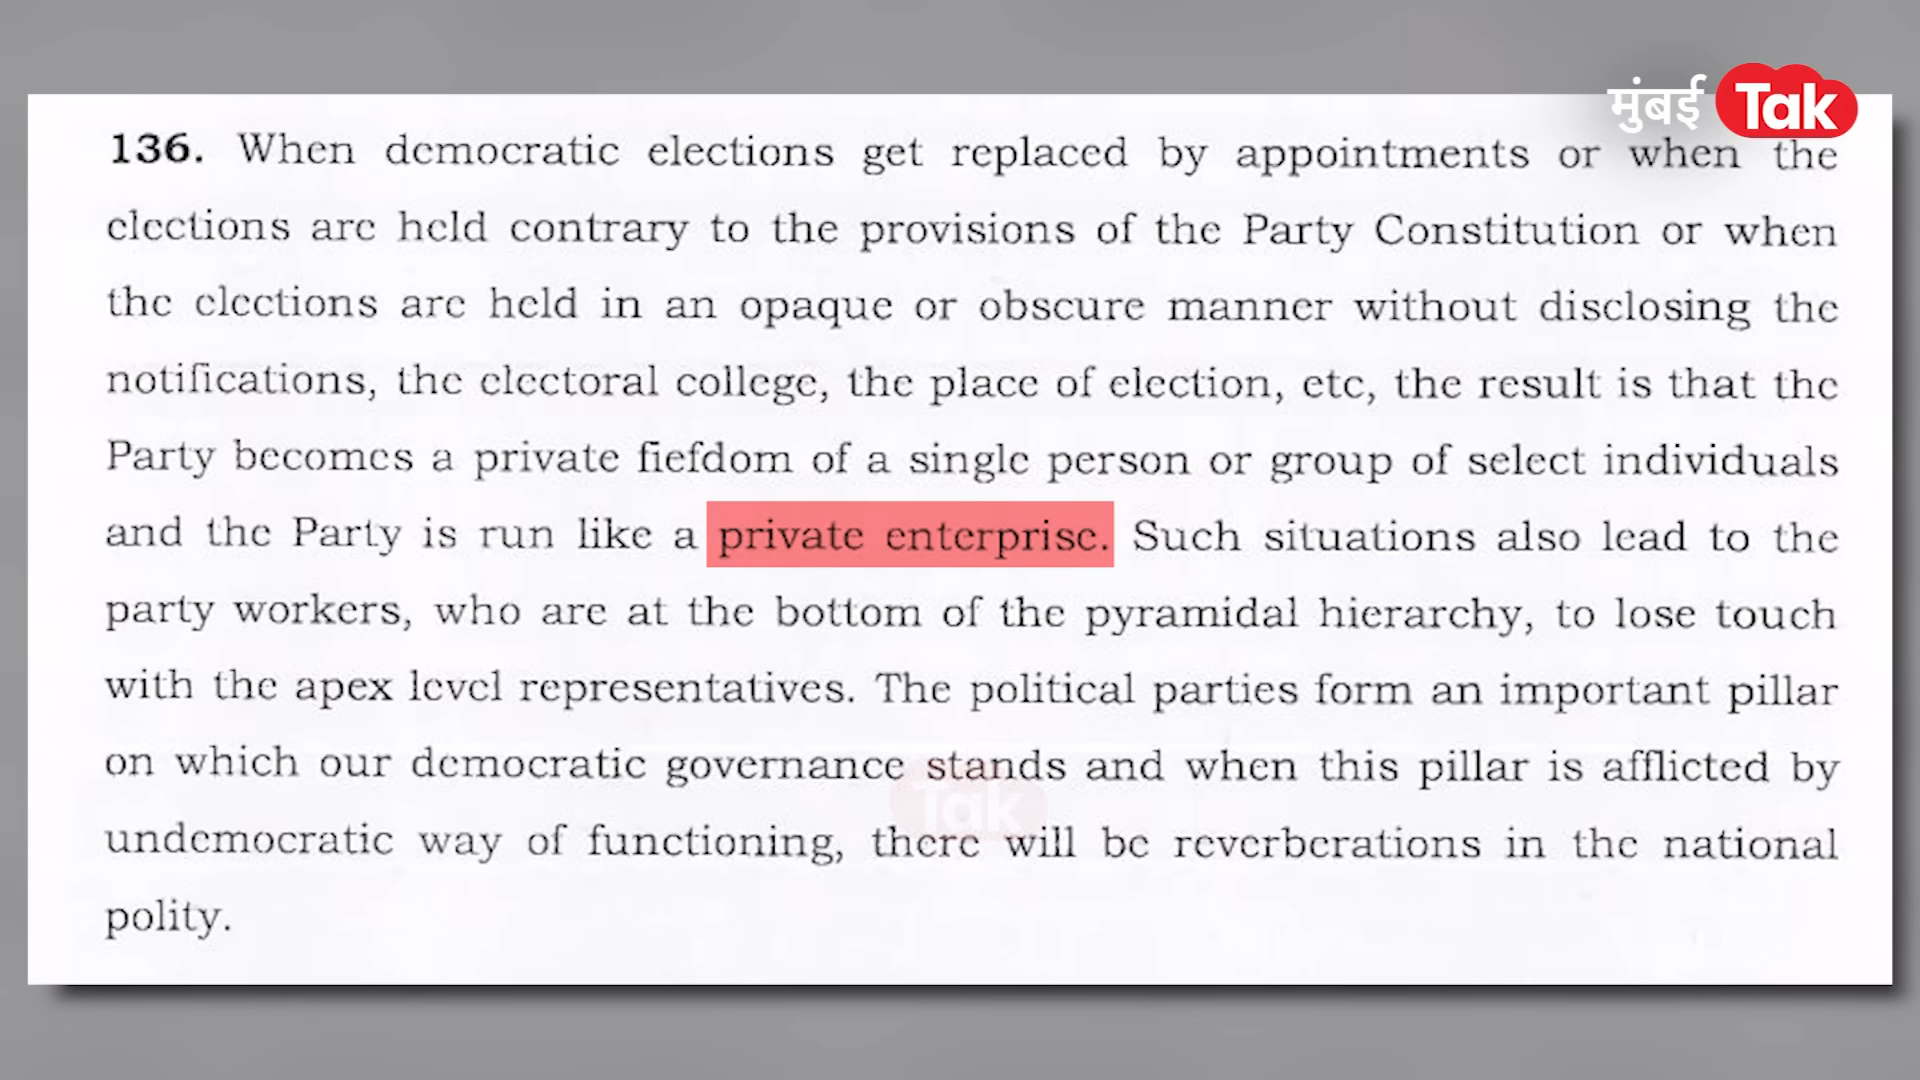 मुंबई Tak
136. When democratic elections get replaced by appointments or when the
elections are held contrary to the provisions of the Party Constitution or when
the elections are held in an opaque or obscure manner without disclosing the
notifications, the electoral college, the place of election, etc, the result is that the
Party becomes a private fiefdom of a single person or group of select individuals
and the Party is run like a private enterprise. Such situations also lead to the
party workers, who are at the bottom of the pyramidal hierarchy, to lose touch
with the apex level representatives. The political parties form an important pillar
on which our democratic governance stands and when this pillar is afflicted by
Tak
undemocratic way of functioning, there will be reverberations in the national
polity.